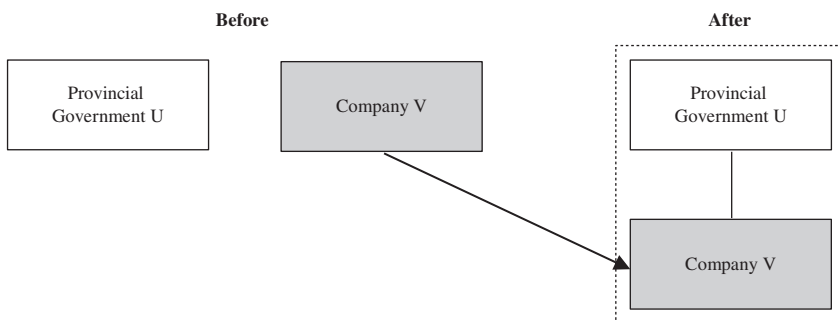 Before
After
Provincial
Government U
Company V
Provincial
Government U
Company V